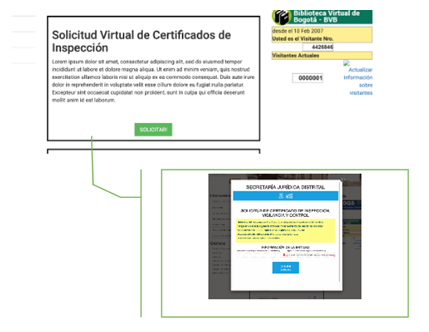 Solicitud Virtual de Certificados de
Inspección
Lorem ipsum dolor sit amet, consectetur adipiscing elit, sed do eiusmod tempor
incididunt ut labore et dolore magna aliqua. Ut enim ad minim veniam, quis nostrud
exercitation ullamco laboris nisi ut aliquip ex ea commodo consequat. Duis aute irure
dolor in reprehenderit in voluptate velit esse cillum dolore eu fugiat nulla pariatur.
Excepteur sint occaecat cupidatat non proident, sunt in culpa qui officia deserunt
mollit anim id est laborum.
SOLICITAR
Biblioteca Virtual de
Bogotá - BVB
desde el 10 Feb 2007
Usted es el Visitante Nro.
4426846
Visitantes Actuales
0000001
Actualizar
Información
sobre
visitantes
SECRETARÍA JURÍDICA DISTRITAL
SOLICITUD DE CERTIFICADO DE INSPECCIÓN,
VIGILANCIA Y CONTROL
INFORMACIÓN DE LA ENTIDAD